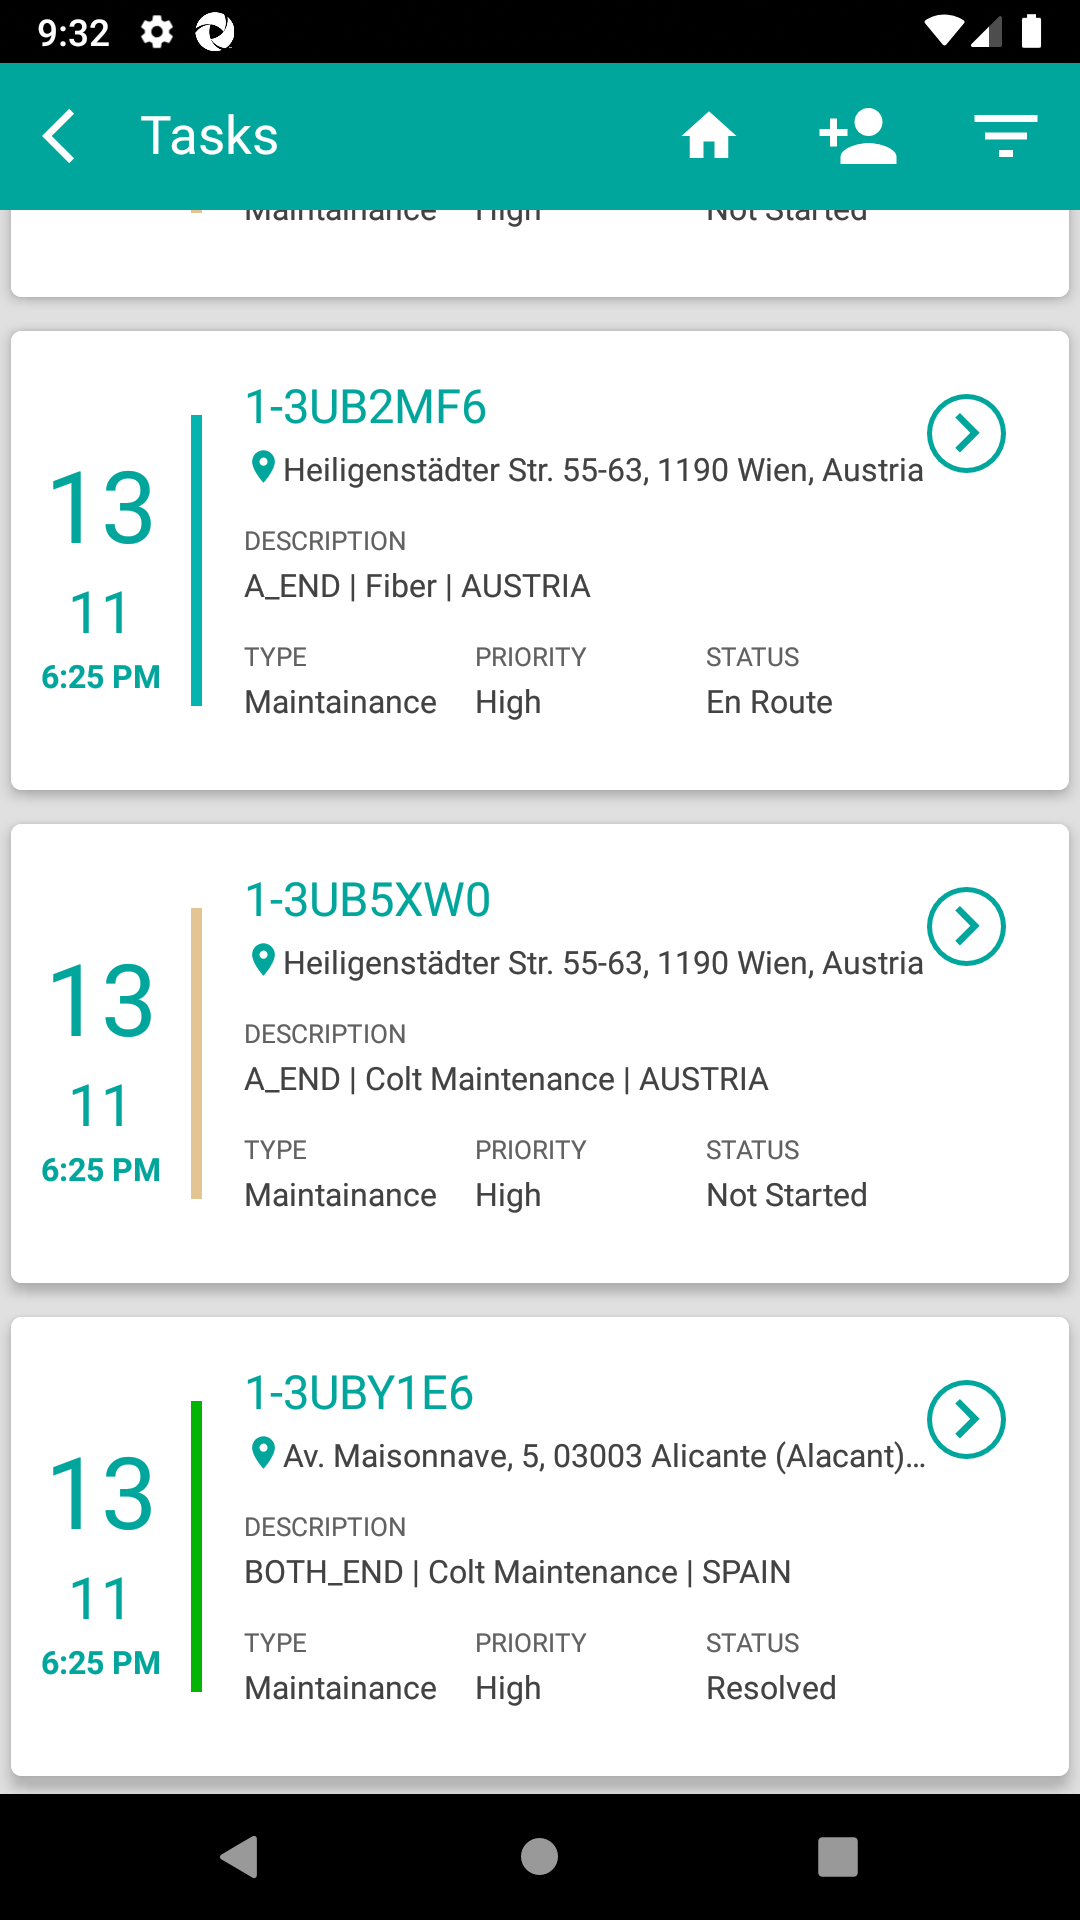 9:32
Tasks
Maintainance High Not Started
1-3UB2MF6
Heiligenstädter Str. 55-63, 1190 Wien, Austria
13
11
6:25 PM
DESCRIPTION
A_END | Fiber | AUSTRIA
TYPE PRIORITY STATUS
Maintainance High En Route
1-3UB5XW0
Heiligenstädter Str. 55-63, 1190 Wien, Austria
13
11
6:25 PM
DESCRIPTION
A_END | Colt Maintenance | AUSTRIA
TYPE PRIORITY STATUS
Maintainance High Not Started
1-3UBY1E6
Av. Maisonnave, 5, 03003 Alicante (Alacant)...
13
11
6:25 PM
DESCRIPTION
BOTH_END | Colt Maintenance | SPAIN
TYPE PRIORITY STATUS
Maintainance High Resolved